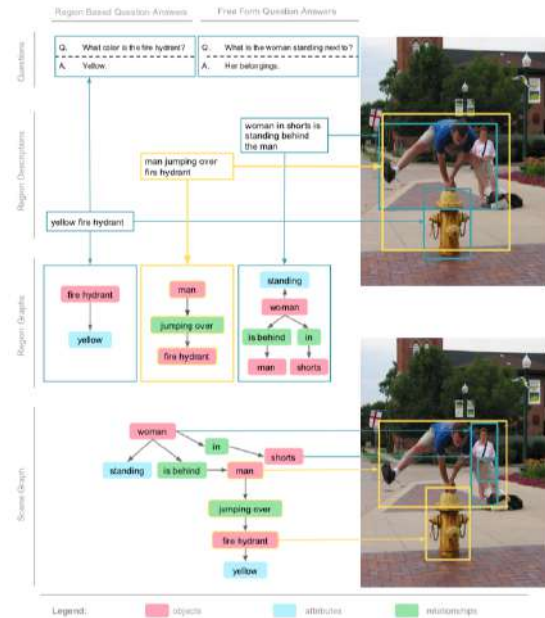 Region Based Question Answers
Free Form Question Answers
Questions
Q. What color is the fire hydrant?
A. Yellow.
Q. What is the woman standing next to?
A. Her belongings.
Region Descriptions
woman in shorts is
standing behind
the man
man jumping over
fire hydrant
yellow fire hydrant
Region Graphs
fire hydrant
yellow
man
jumping over
fire hydrant
standing
woman
is behind
in
man
shorts
Scene Graph
woman
in
shorts
standing
is behind
man
jumping over
fire hydrant
yellow
Legend:
objects
attributes
relationships